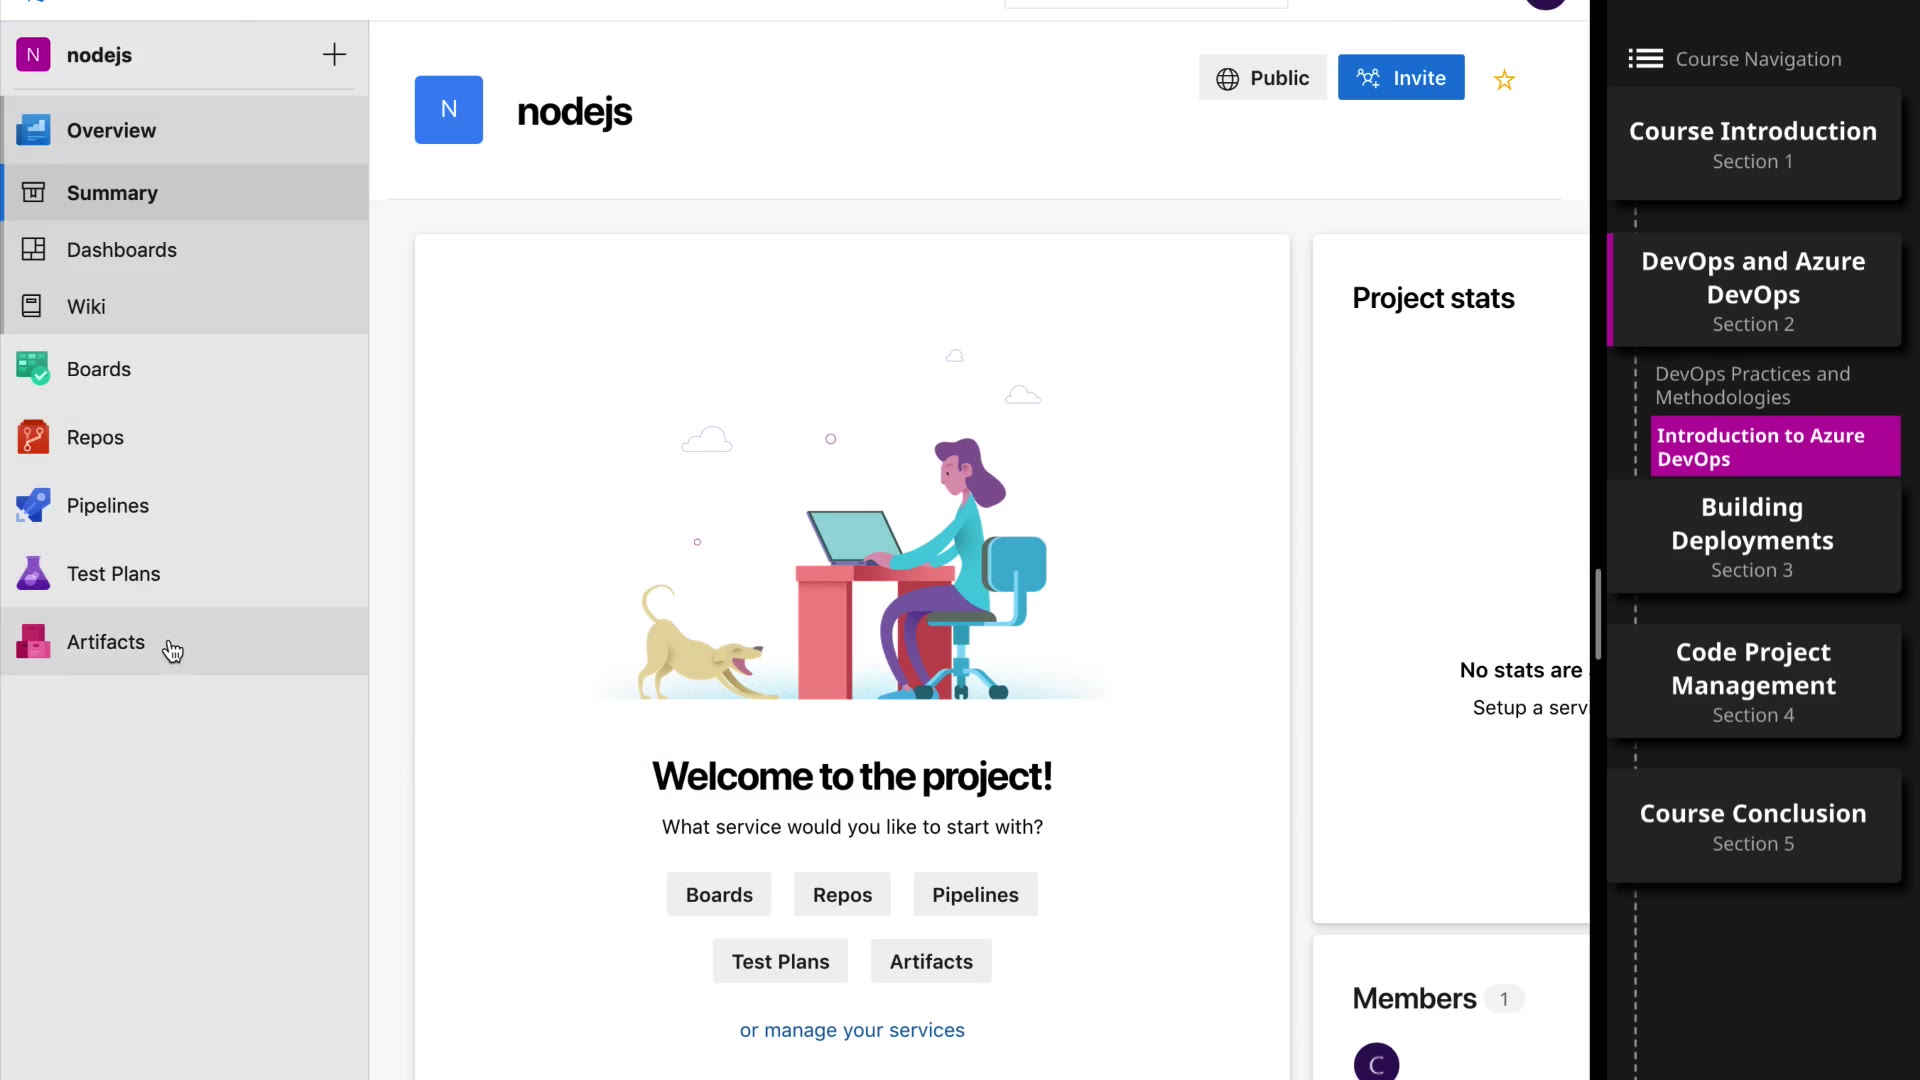 N nodejs
Overview
Summary
Dashboards
Wiki
Boards
Repos
Pipelines
Test Plans
Artifacts
N
nodejs
Public
Invite
Welcome to the project!
What service would you like to start with?
Boards Repos Pipelines
Test Plans Artifacts
or manage your services
Project stats
No stats are
Setup a serv
Members 1
C
Course Navigation
Course Introduction
Section 1
DevOps and Azure
DevOps
Section 2
DevOps Practices and
Methodologies
Introduction to Azure
DevOps
Building
Deployments
Section 3
Code Project
Management
Section 4
Course Conclusion
Section 5